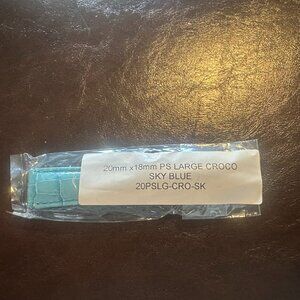 20mm x18mm PS LARGE CROCO
SKY BLUE
20PSLG-CRO-SK